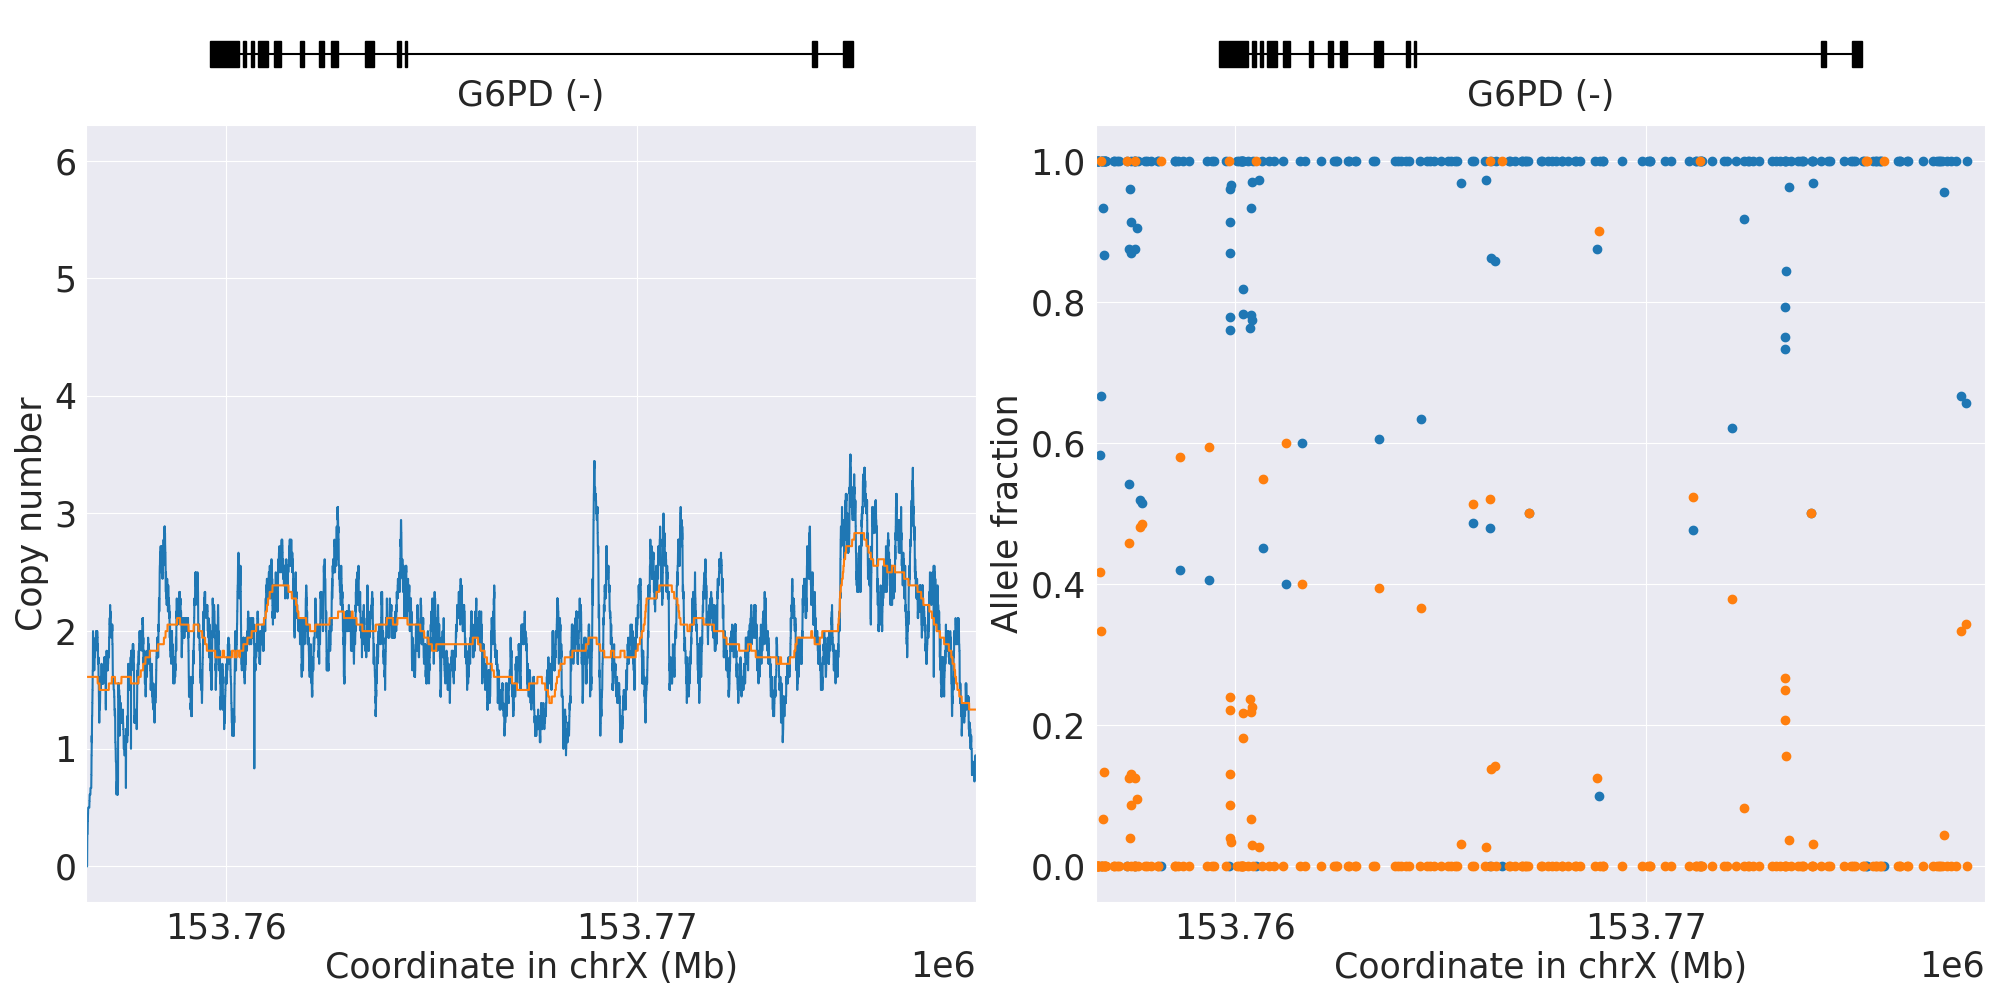 G6PD (-)
6
5
4
3
2
1
0
Copy number
153.76
153.77
Coordinate in chrX (Mb)
1e6
G6PD (-)
1.0
0.8
0.6
0.4
0.2
0.0
Allele fraction
153.76
153.77
Coordinate in chrX (Mb)
1e6